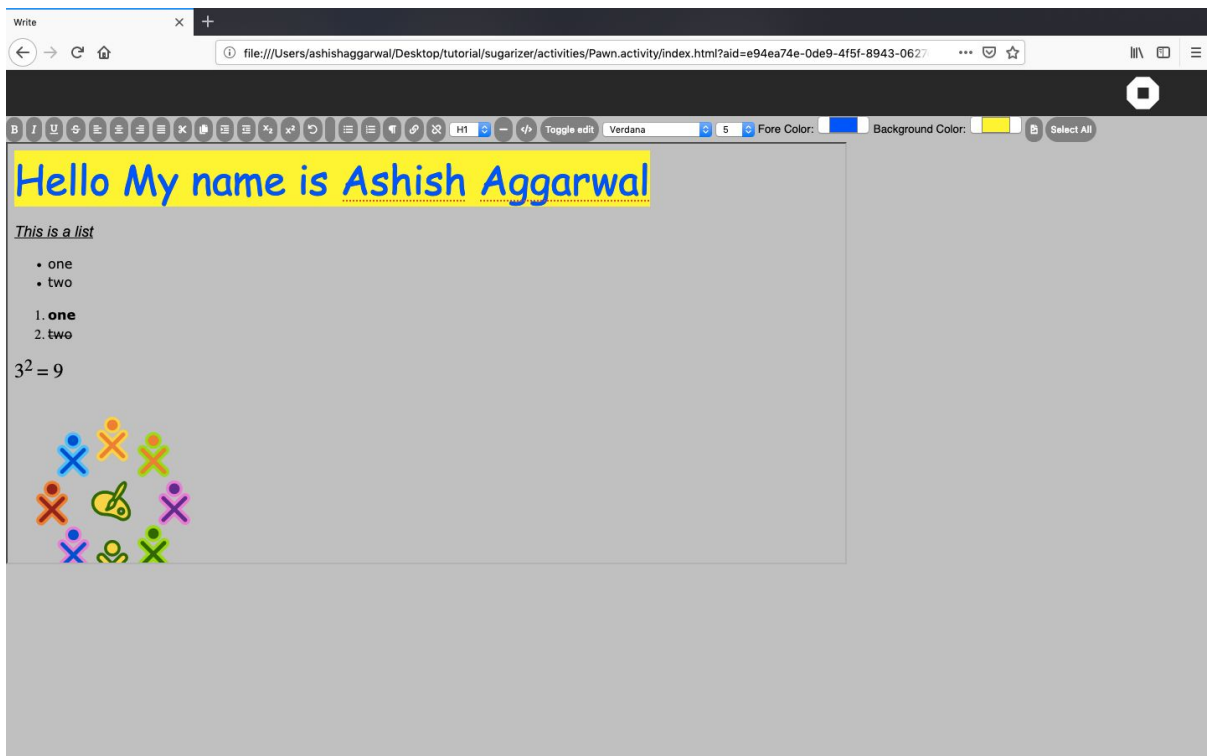 Write
file:///Users/ashishaggarwal/Desktop/tutorial/sugarizer/activities/Pawn.activity/index.html?aid=e94ea74e-0de9-4f5f-8943-0627
B I U S X₂ X² H1 </> Toggle edit Verdana 5 Fore Color: Background Color: Select All
Hello My name is Ashish Aggarwal
This is a list
• one
• two
1. one
2. two
3² = 9